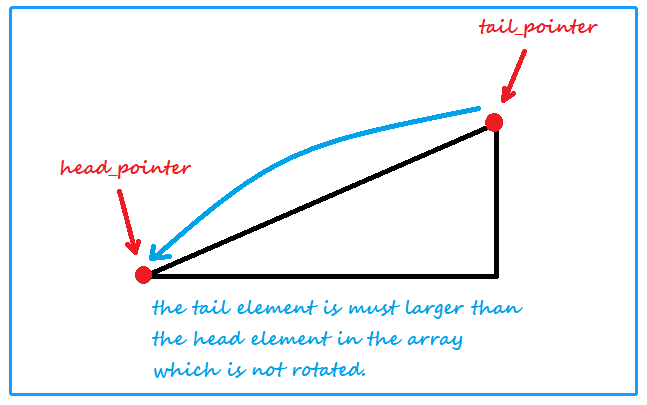 tail_pointer
head_pointer
the tail element is must larger than
the head element in the array
which is not rotated.